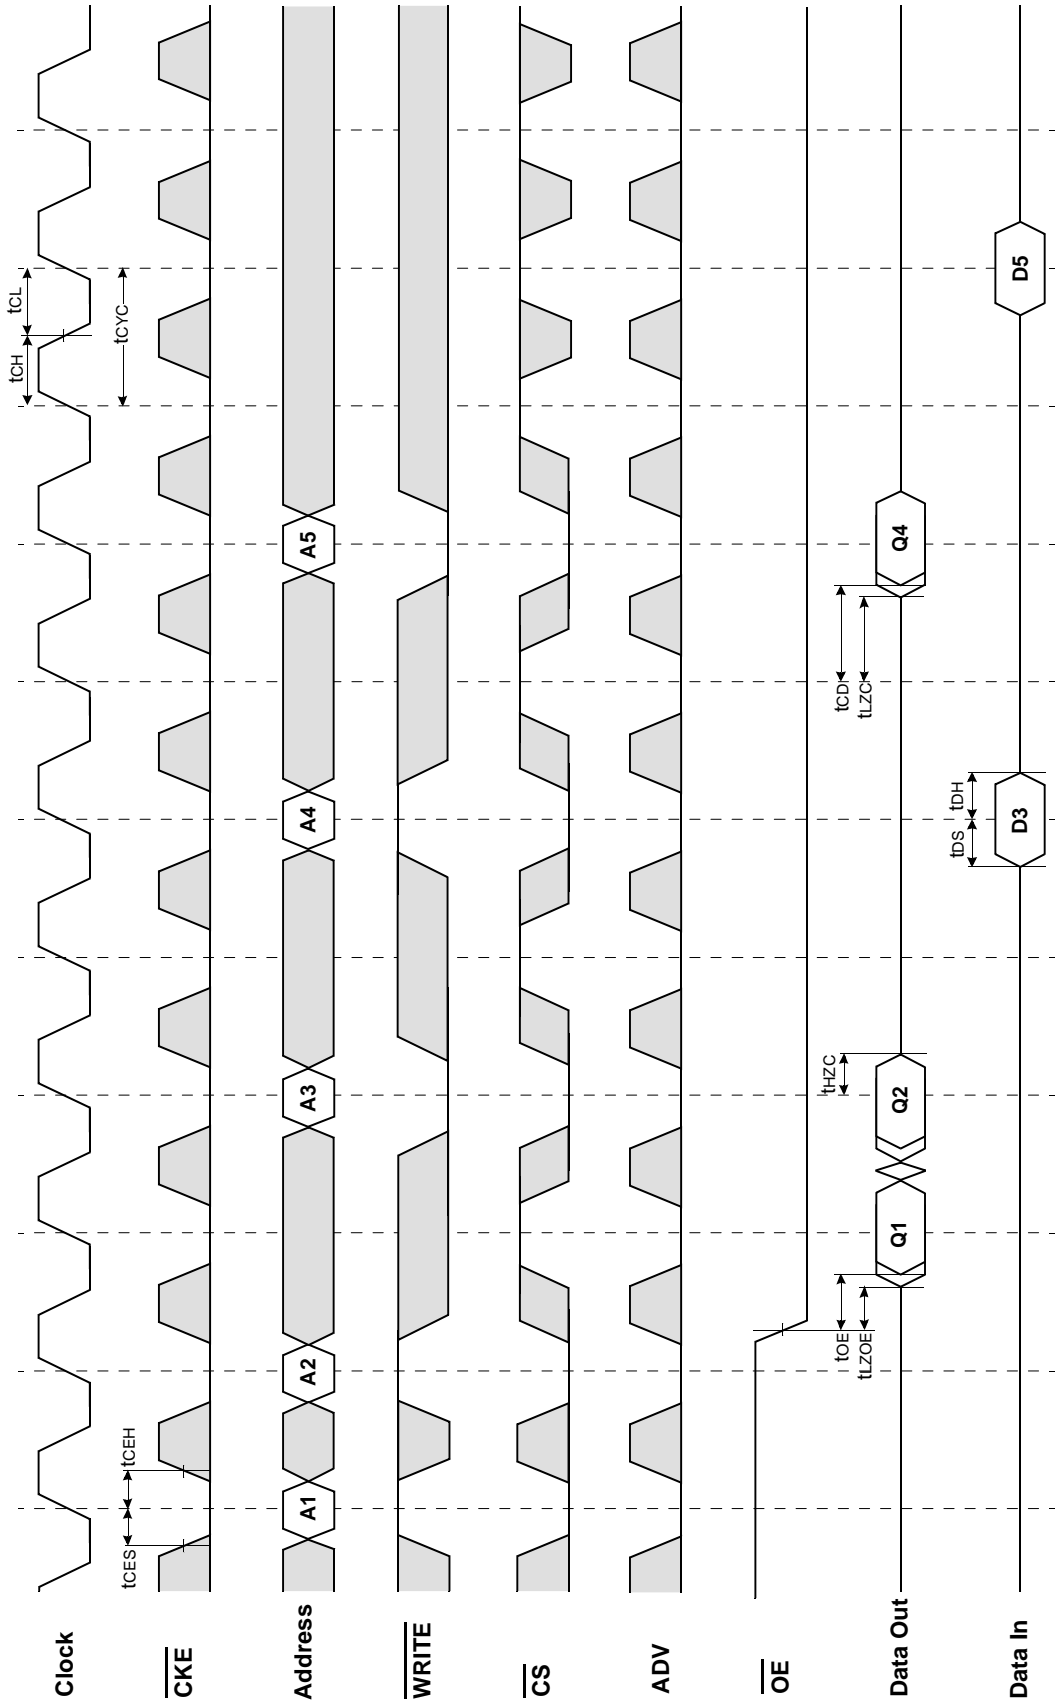 Clock
tCH tCL
tCYC
tCES tCEH
CKE
Address
A1 A2 A3 A4 A5
WRITE
CS
ADV
OE
tOE
tLZOE
tHZC
tCD
tLZC
Data Out
Q1 Q2 Q4
tDS tDH
Data In
D3 D5